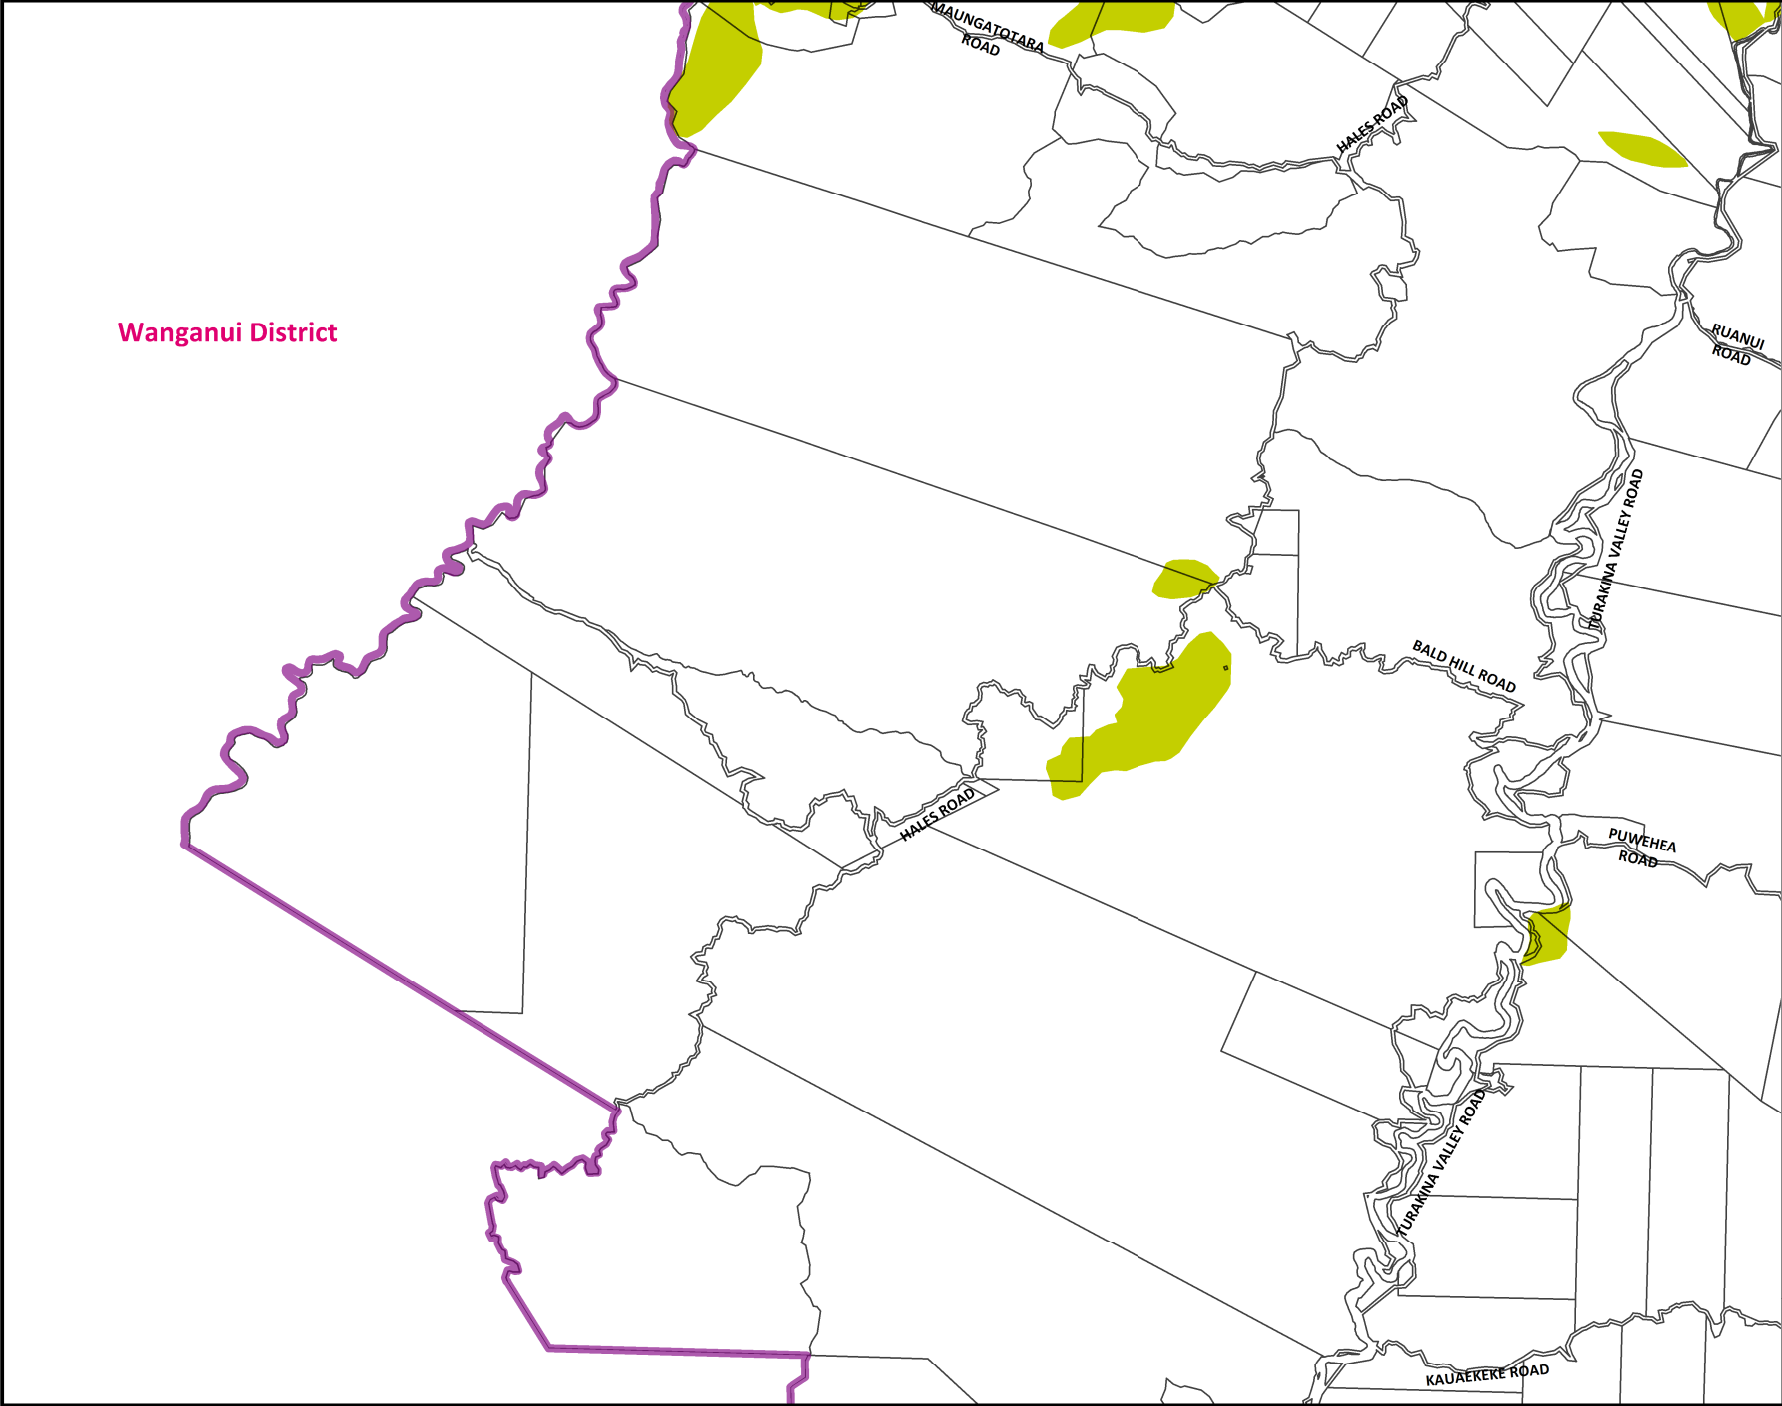 MAUNGATOTARA
ROAD
HALES ROAD
Wanganui District
RUANUI
ROAD
TURAKINA VALLEY ROAD
BALD HILL ROAD
HALES ROAD
PUWEHEA
ROAD
TURAKINA VALLEY ROAD
KAUAEKEKE ROAD